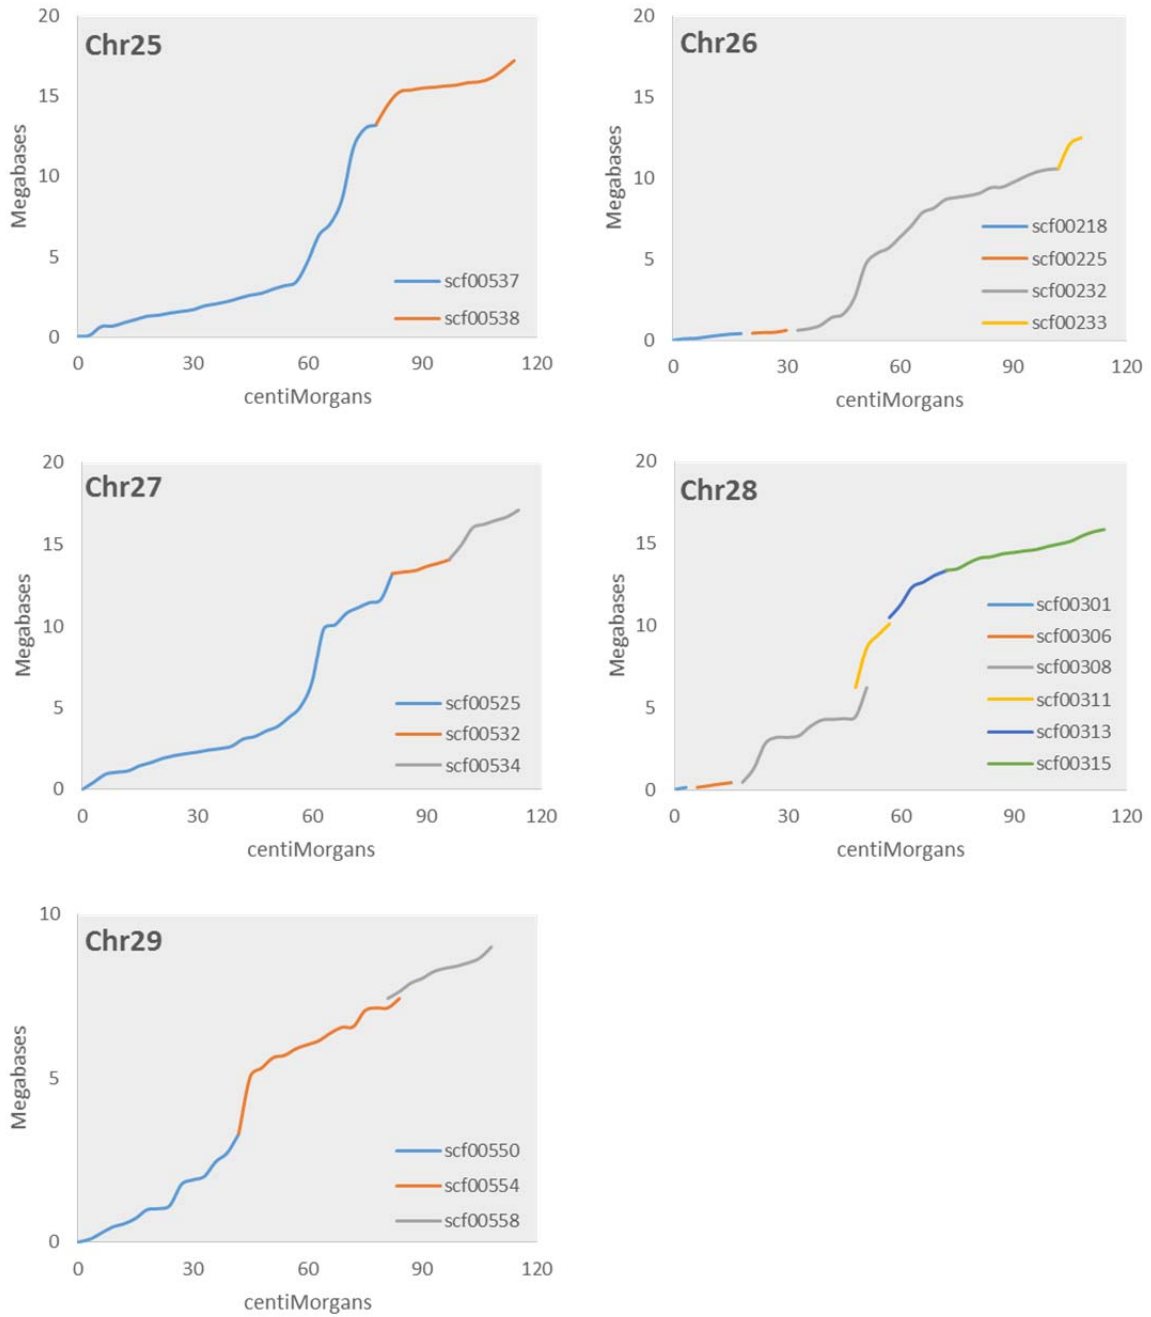 Chr25
20
15
10
5
0
Megabases
scf00537
scf00538
0 30 60 90 120
centiMorgans
Chr26
20
15
10
5
0
Megabases
scf00218
scf00225
scf00232
scf00233
0 30 60 90 120
centiMorgans
Chr27
20
15
10
5
0
Megabases
scf00525
scf00532
scf00534
0 30 60 90 120
centiMorgans
Chr28
20
15
10
5
0
Megabases
scf00301
scf00306
scf00308
scf00311
scf00313
scf00315
0 30 60 90 120
centiMorgans
Chr29
10
5
0
Megabases
scf00550
scf00554
scf00558
0 30 60 90 120
centiMorgans